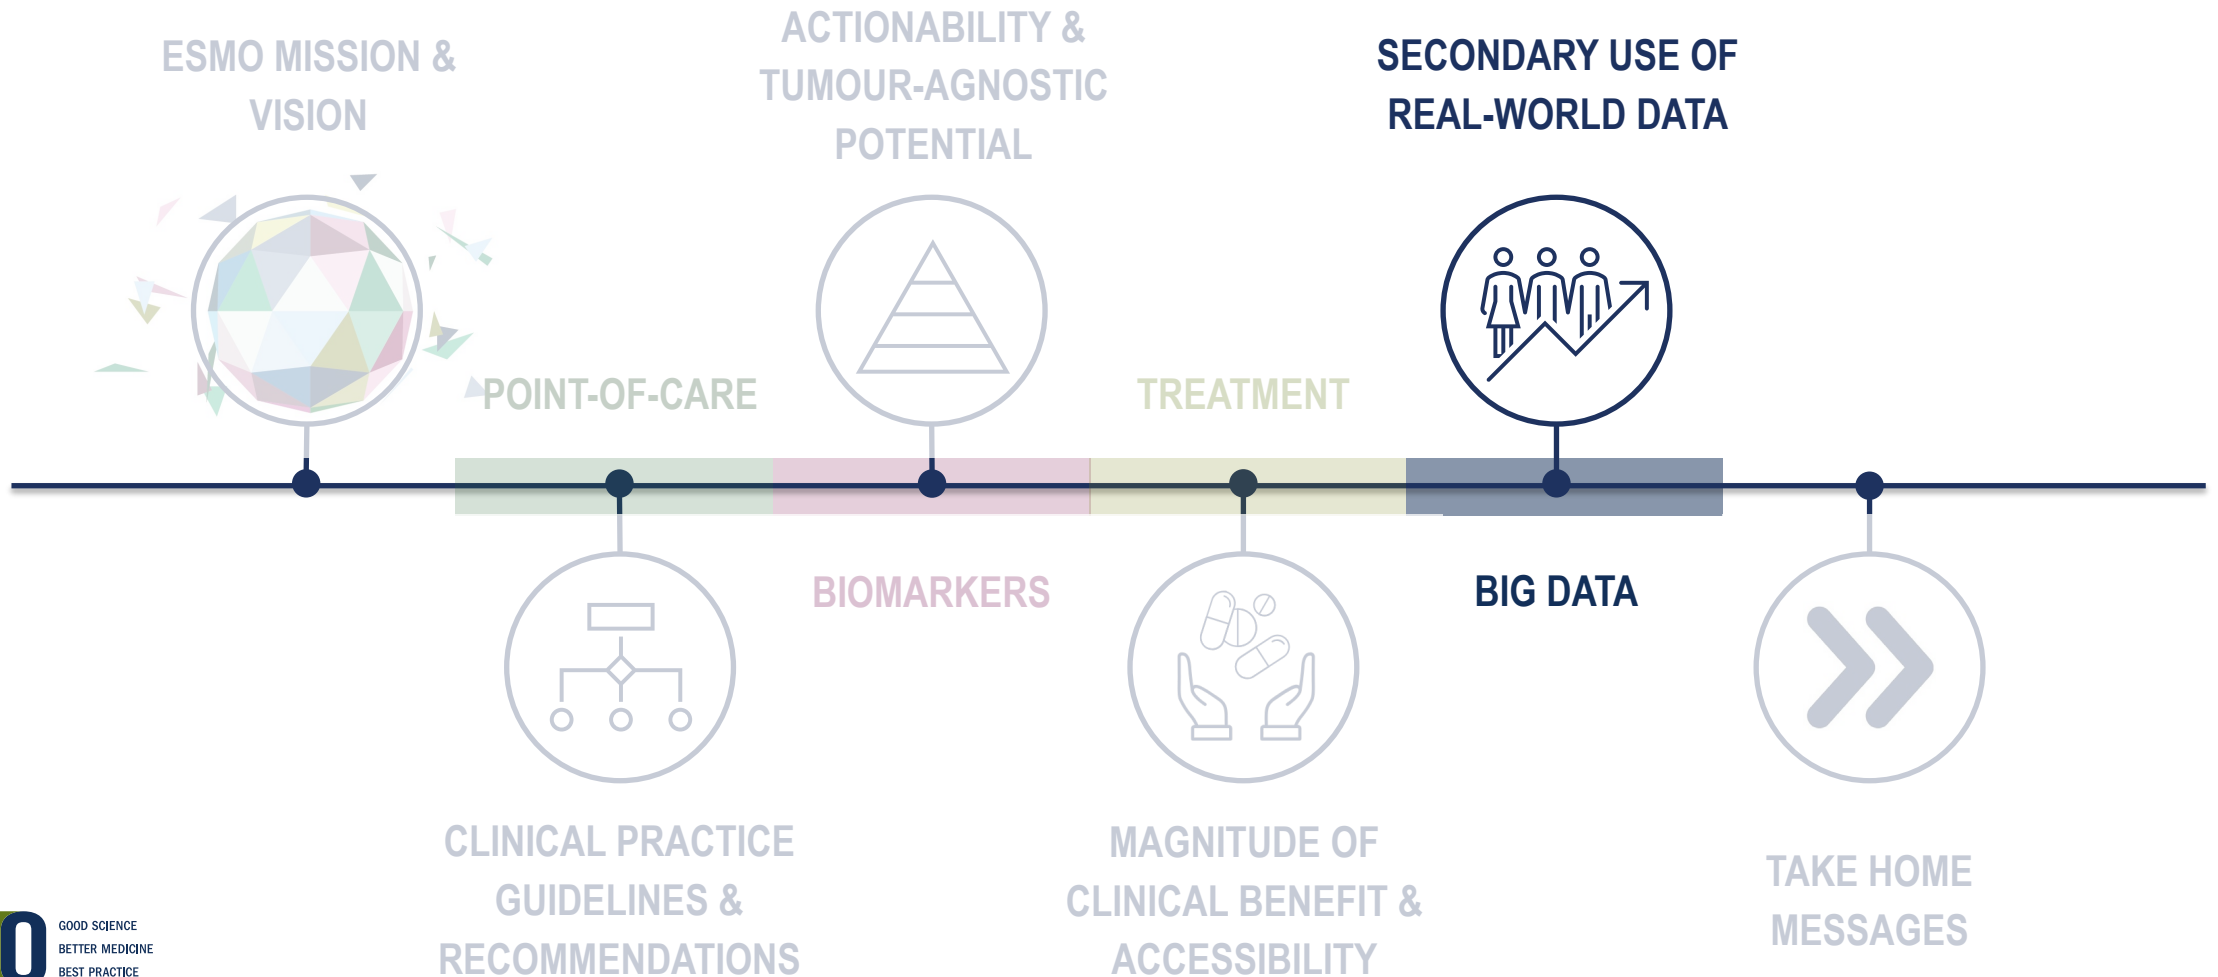 ESMO MISSION &
VISION
ACTIONABILITY &
TUMOUR-AGNOSTIC
POTENTIAL
SECONDARY USE OF
REAL-WORLD DATA
POINT-OF-CARE
TREATMENT
BIOMARKERS
BIG DATA
CLINICAL PRACTICE
GUIDELINES &
RECOMMENDATIONS
MAGNITUDE OF
CLINICAL BENEFIT &
ACCESSIBILITY
TAKE HOME
MESSAGES
O
GOOD SCIENCE
BETTER MEDICINE
BEST PRACTICE